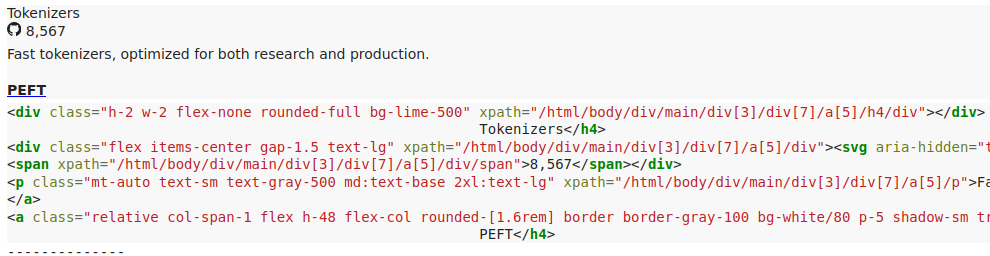 Tokenizers
8,567
Fast tokenizers, optimized for both research and production.
PEFT
<div class="h-2 w-2 flex-none rounded-full bg-lime-500" xpath="/html/body/div/main/div[3]/div[7]/a[5]/h4/div"></div>
Tokenizers</h4>
<div class="flex items-center gap-1.5 text-lg" xpath="/html/body/div/main/div[3]/div[7]/a[5]/div"><svg aria-hidden="t
<span xpath="/html/body/div/main/div[3]/div[7]/a[5]/div/span">8,567</span></div>
<p class="mt-auto text-sm text-gray-500 md:text-base 2xl:text-lg" xpath="/html/body/div/main/div[3]/div[7]/a[5]/p">Fa
</a>
<a class="relative col-span-1 flex h-48 flex-col rounded-[1.6rem] border border-gray-100 bg-white/80 p-5 shadow-sm tr
PEFT</h4>
--------------